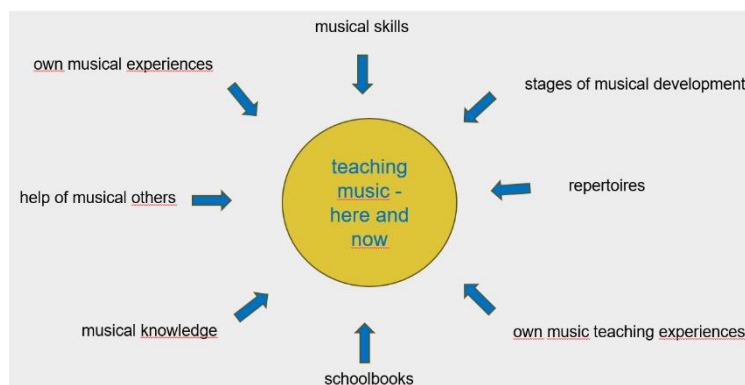 musical skills
own musical experiences
stages of musical development
teaching
music -
here and
now
help of musical others
repertoires
musical knowledge
own music teaching experiences
schoolbooks